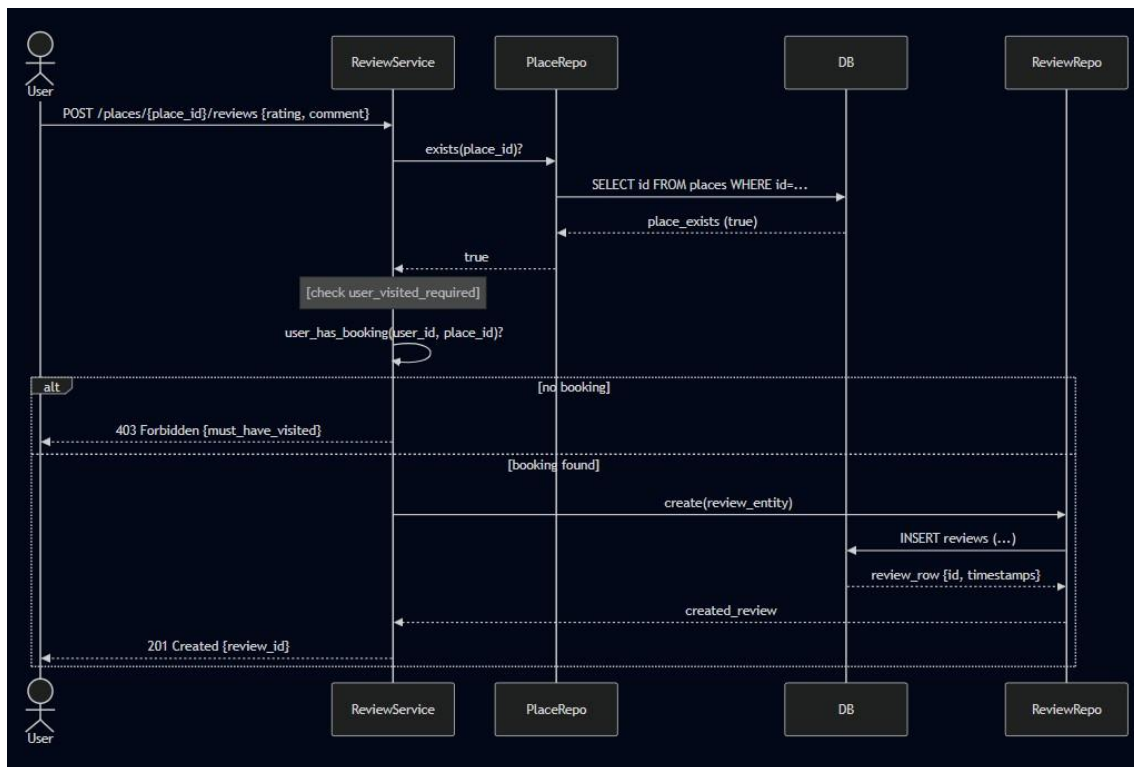 ReviewService
PlaceRepo
DB
ReviewRepo
User
POST /places/{place_id}/reviews {rating, comment}
exists(place_id)?
SELECT id FROM places WHERE id=...
place_exists (true)
true
[check user_visited_required]
user_has_booking(user_id, place_id)?
alt
[no booking]
403 Forbidden {must_have_visited}
[booking found]
create(review_entity)
INSERT reviews (...)
review_row {id, timestamps}
created_review
201 Created {review_id}
ReviewService
PlaceRepo
DB
ReviewRepo
User